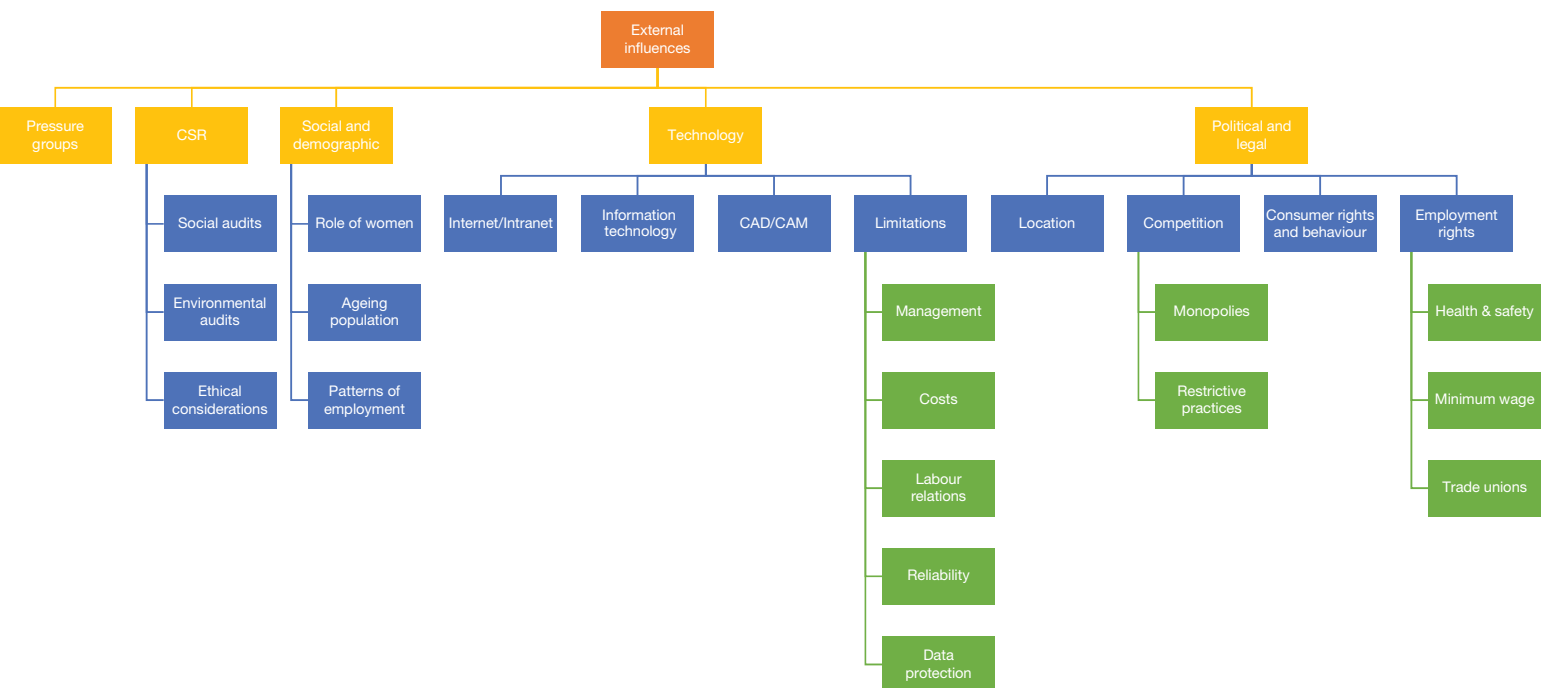 External
influences
Pressure
groups
CSR
Social and
demographic
Technology
Political and
legal
Social audits
Role of women
Internet/Intranet
Information
technology
CAD/CAM
Limitations
Location
Competition
Consumer rights
and behaviour
Employment
rights
Environmental
audits
Ageing
population
Management
Monopolies
Health & safety
Ethical
considerations
Patterns of
employment
Costs
Restrictive
practices
Minimum wage
Labour
relations
Trade unions
Reliability
Data
protection